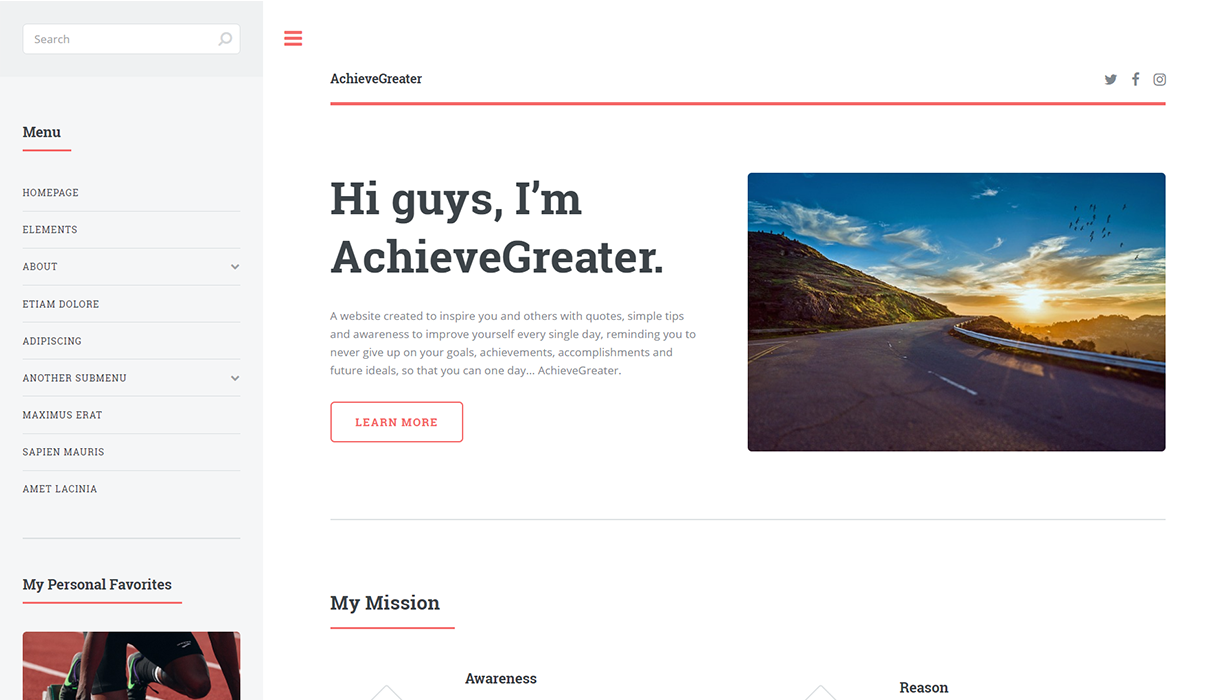 Search
Menu
HOMEPAGE
ELEMENTS
ABOUT
ETIAM DOLORE
ADIPISCING
ANOTHER SUBMENU
MAXIMUS ERAT
SAPIEN MAURIS
AMET LACINIA
My Personal Favorites
AchieveGreater
Hi guys, I’m
AchieveGreater.
A website created to inspire you and others with quotes, simple tips
and awareness to improve yourself every single day, reminding you to
never give up on your goals, achievements, accomplishments and
future ideals, so that you can one day... AchieveGreater.
LEARN MORE
My Mission
Awareness
Reason